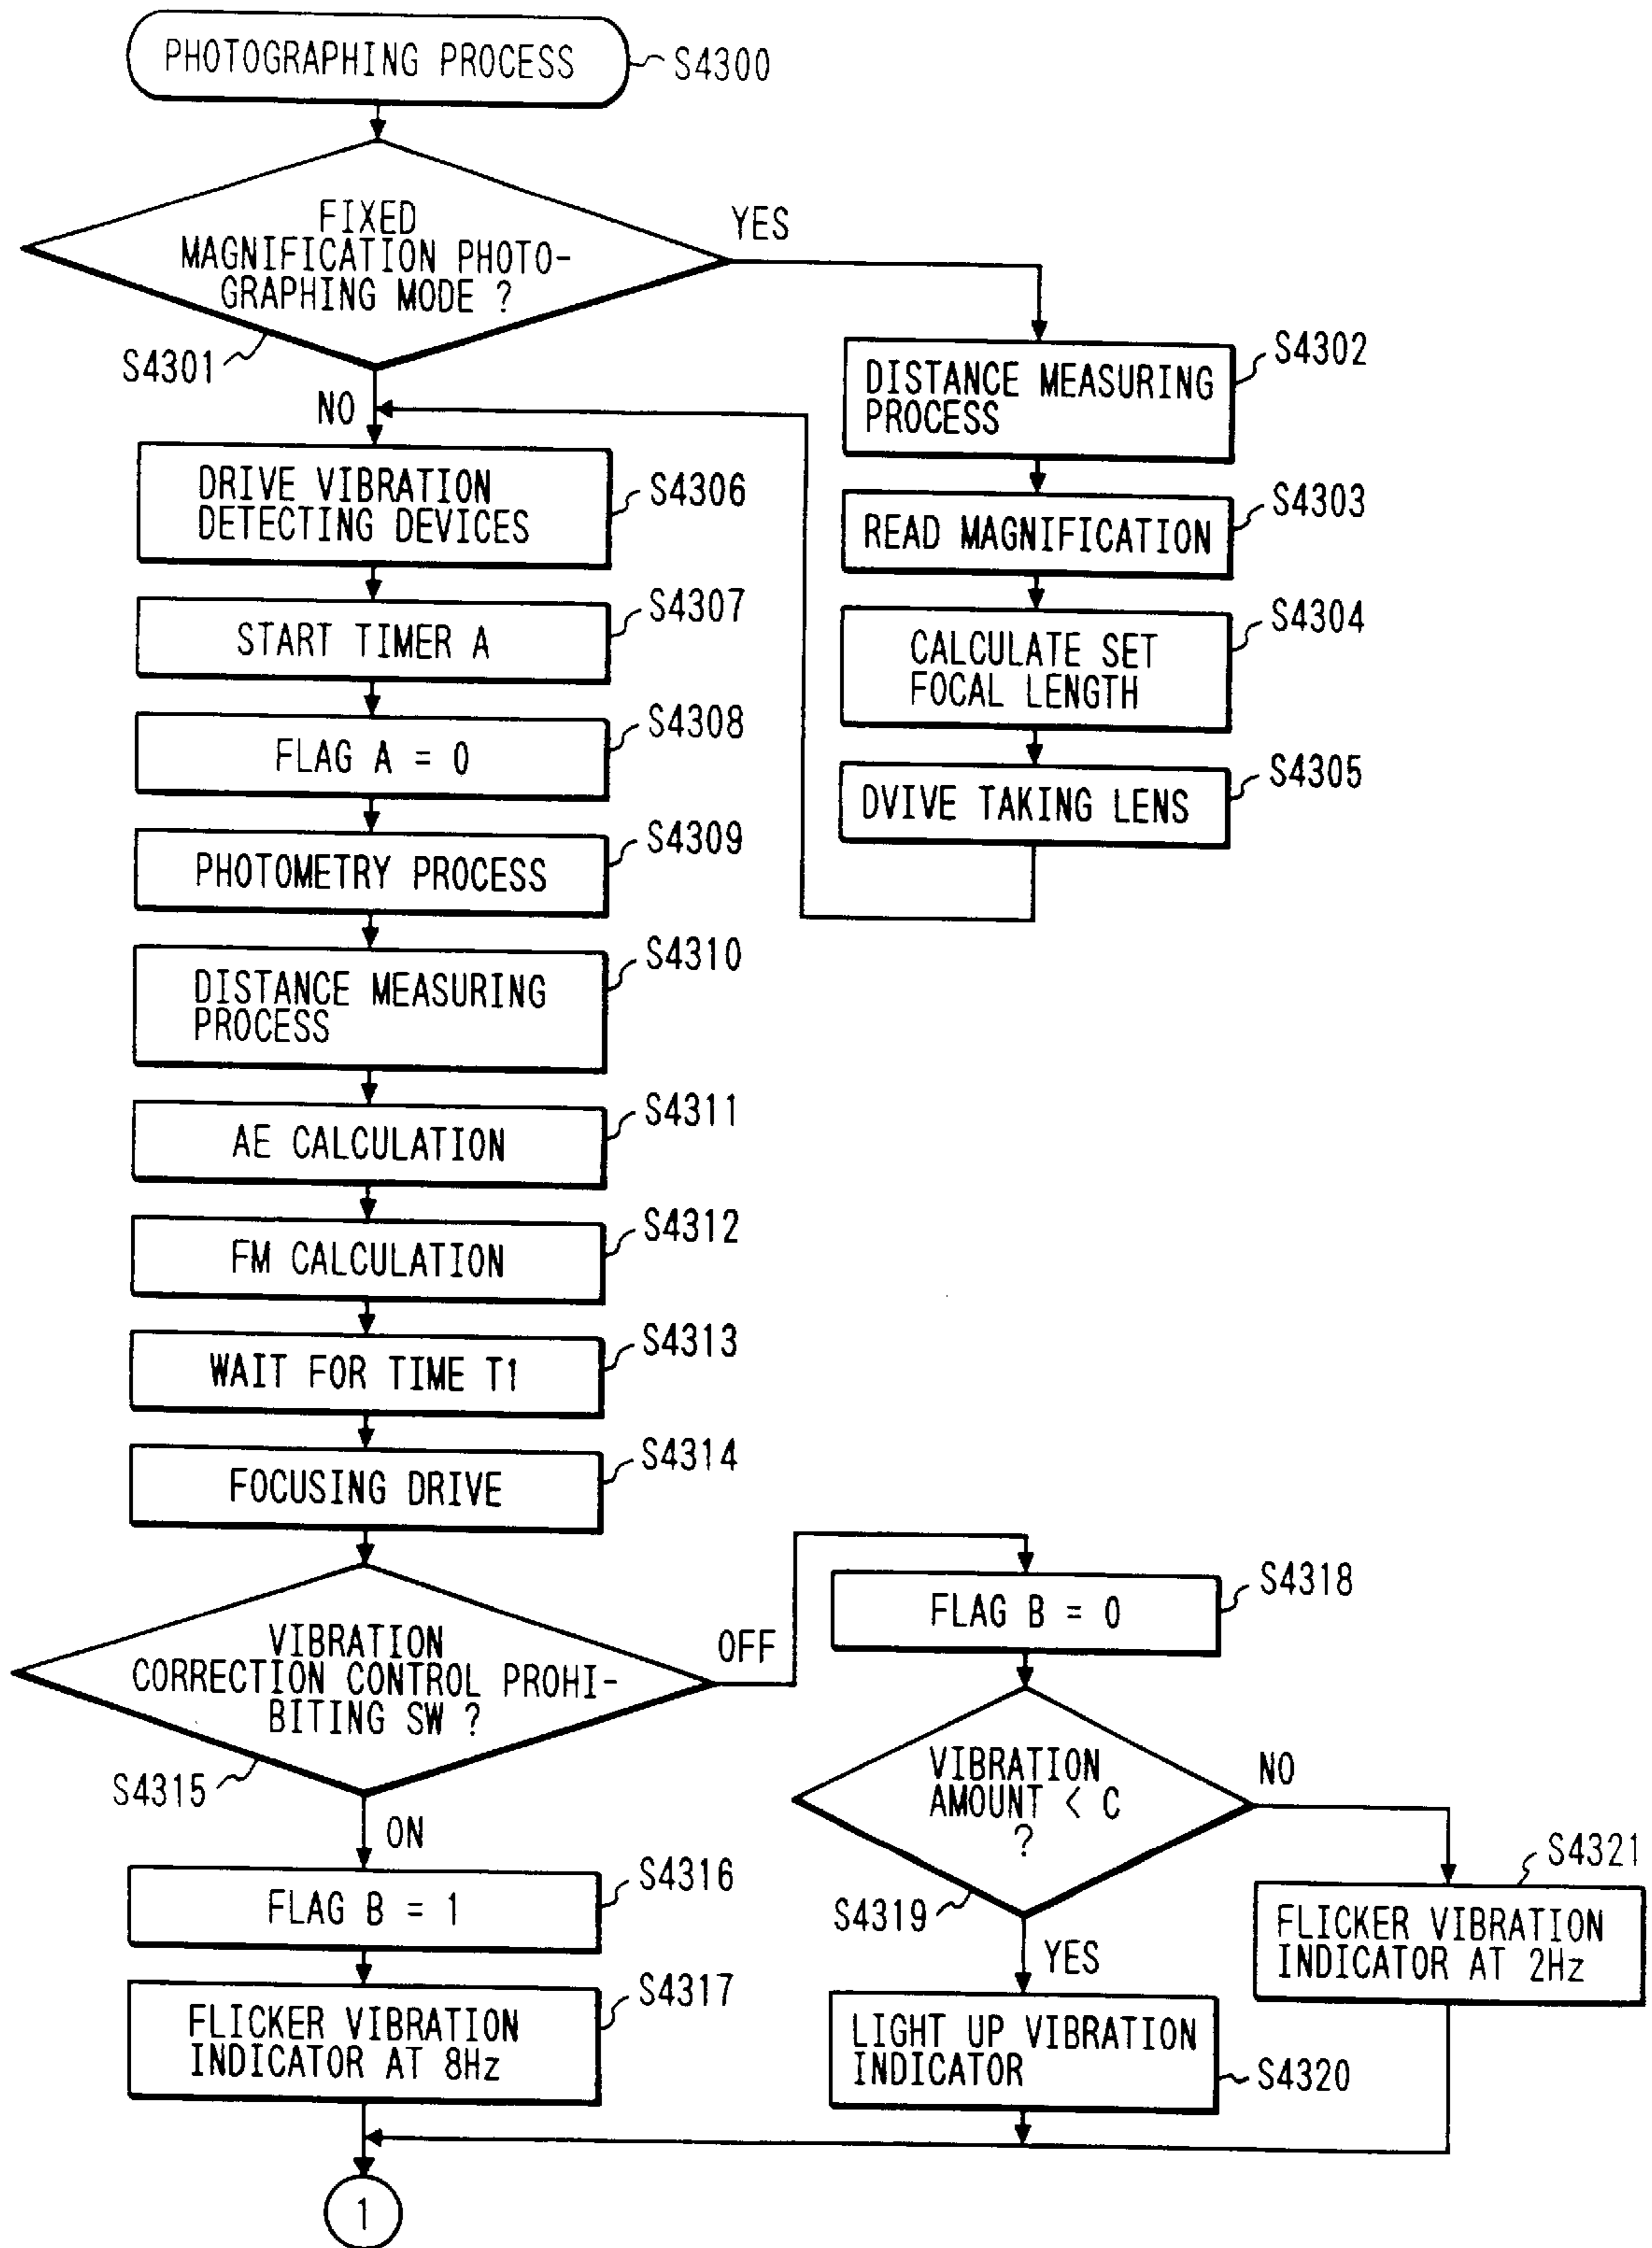 PHOTOGRAPHING PROCESS
S4300
FIXED
MAGNIFICATION PHOTO-
GRAPHING MODE ?
S4301
YES
NO
DISTANCE MEASURING
PROCESS
S4302
READ MAGNIFICATION
S4303
CALCULATE SET
FOCAL LENGTH
S4304
DVIVE TAKING LENS
S4305
DRIVE VIBRATION
DETECTING DEVICES
S4306
START TIMER A
S4307
FLAG A = 0
S4308
PHOTOMETRY PROCESS
S4309
DISTANCE MEASURING
PROCESS
S4310
AE CALCULATION
S4311
FM CALCULATION
S4312
WAIT FOR TIME T1
S4313
FOCUSING DRIVE
S4314
VIBRATION
CORRECTION CONTROL PROHI-
BITING SW ?
S4315
OFF
ON
FLAG B = 1
S4316
FLICKER VIBRATION
INDICATOR AT 8Hz
S4317
FLAG B = 0
S4318
VIBRATION
AMOUNT < C
?
S4319
NO
YES
LIGHT UP VIBRATION
INDICATOR
S4320
FLICKER VIBRATION
INDICATOR AT 2Hz
S4321
1